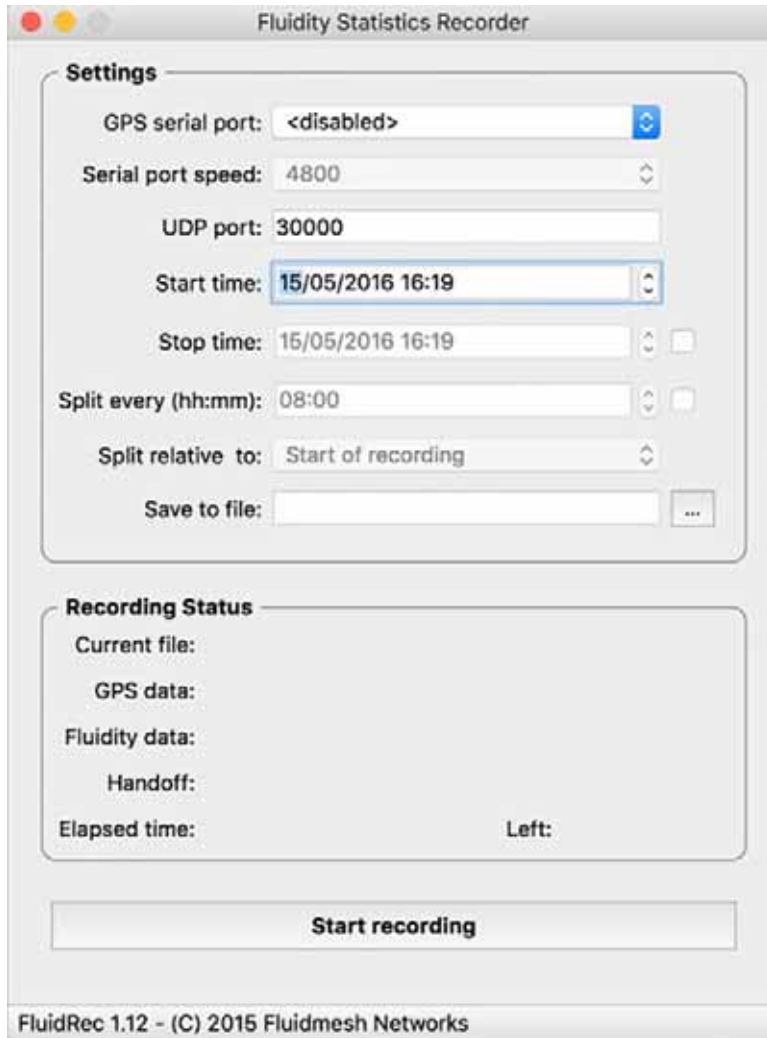 Fluidity Statistics Recorder
Settings
GPS serial port: <disabled>
Serial port speed: 4800
UDP port: 30000
Start time: 15/05/2016 16:19
Stop time: 15/05/2016 16:19
Split every (hh:mm): 08:00
Split relative to: Start of recording
Save to file: ...
Recording Status
Current file:
GPS data:
Fluidity data:
Handoff:
Elapsed time: Left:
Start recording
FluidRec 1.12 - (C) 2015 Fluidmesh Networks